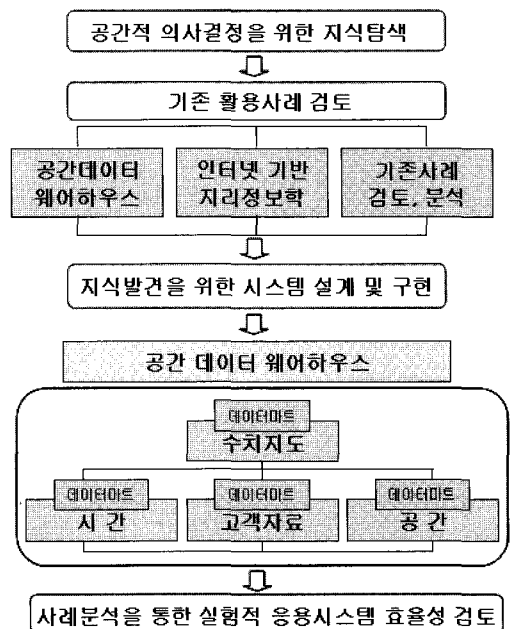 공간적 의사결정을 위한 지식탐색
기존 활용사례 검토
공간데이터
웨어하우스
인터넷 기반
지리정보학
기존사례
검토, 분석
지식발견을 위한 시스템 설계 및 구현
공간 데이터 웨어하우스
데이터마트
수치지도
데이터마트
시 간
데이터마트
고객자료
데이터마트
공 간
사례분석을 통한 실험적 응용시스템 효율성 검토